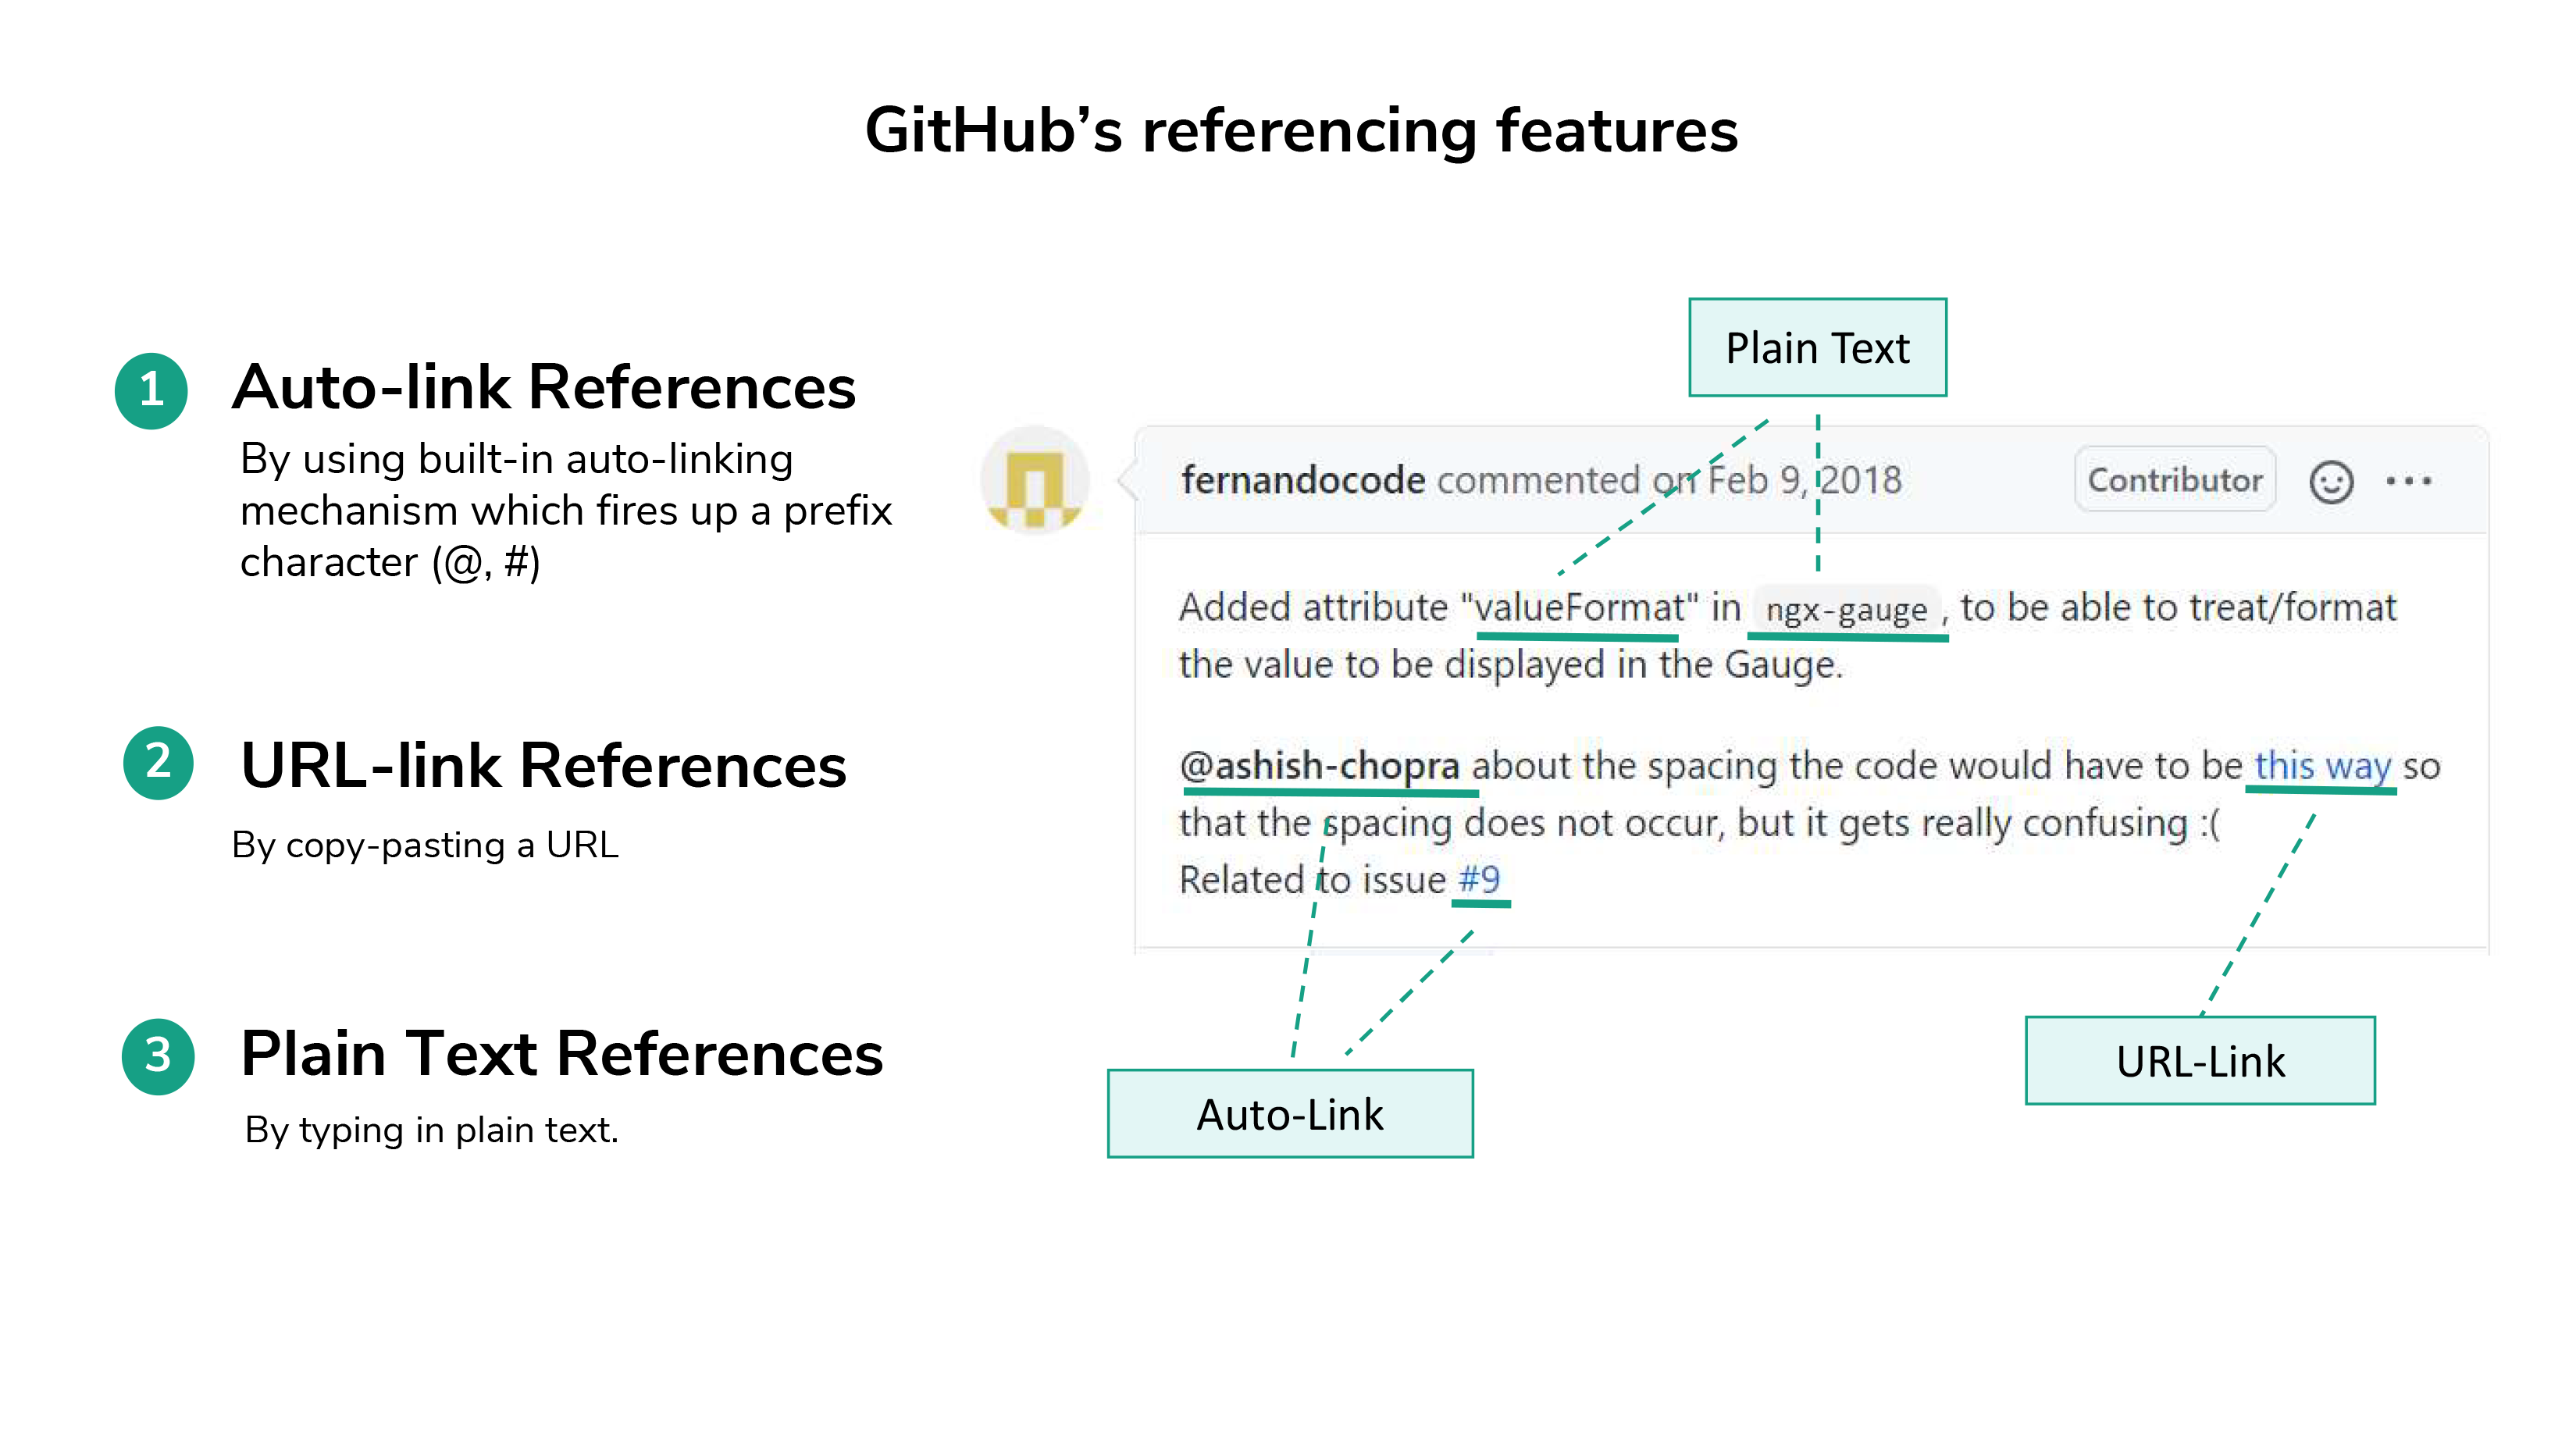 GitHub’s referencing features
1
Auto-link References
By using built-in auto-linking
mechanism which fires up a prefix
character (@, #)
2
URL-link References
By copy-pasting a URL
3
Plain Text References
By typing in plain text.
Plain Text
fernandocode commented on Feb 9, 2018
Contributor
Added attribute "valueFormat" in ngx-gauge, to be able to treat/format
the value to be displayed in the Gauge.
@ashish-chopra about the spacing the code would have to be this way so
that the spacing does not occur, but it gets really confusing :(
Related to issue #9
Auto-Link
URL-Link